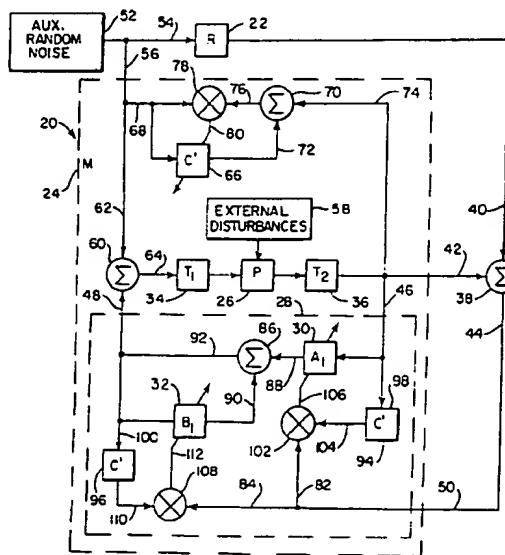 AUX.
RANDOM
NOISE
52
54
R
22
56
78
76
Σ
70
74
68
80
72
20
C'
66
24
M
EXTERNAL
DISTURBANCES
58
40
62
60
Σ
64
T1
P
T2
42
Σ
38
48
34
26
36
46
44
28
92
86
30
Σ
88
A1
32
90
106
98
B1
102
C'
100
104
94
112
C'
108
96
110
84
82
50